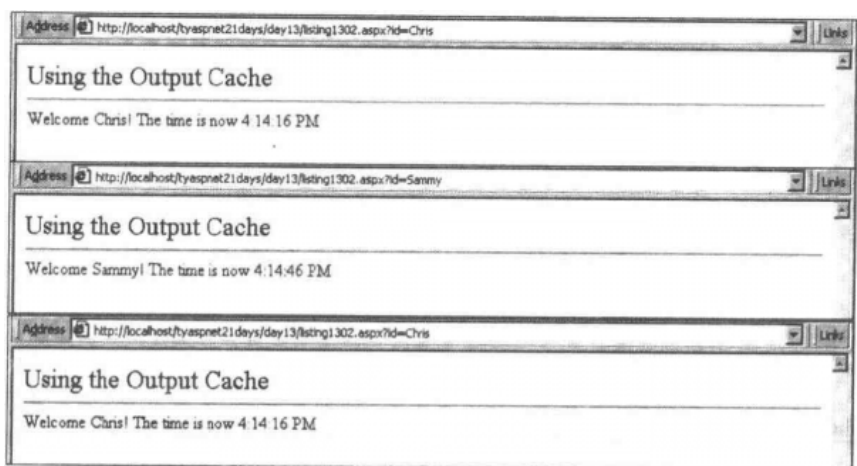 Address http://localhost/tyaspnet21days/day13/listing1302.aspx?id=Chris Links
Using the Output Cache
Welcome Chris! The time is now 4:14:16 PM
Address http://localhost/tyaspnet21days/day13/listing1302.aspx?id=Sammy Links
Using the Output Cache
Welcome Sammy! The time is now 4:14:46 PM
Address http://localhost/tyaspnet21days/day13/listing1302.aspx?id=Chris Links
Using the Output Cache
Welcome Chris! The time is now 4:14:16 PM